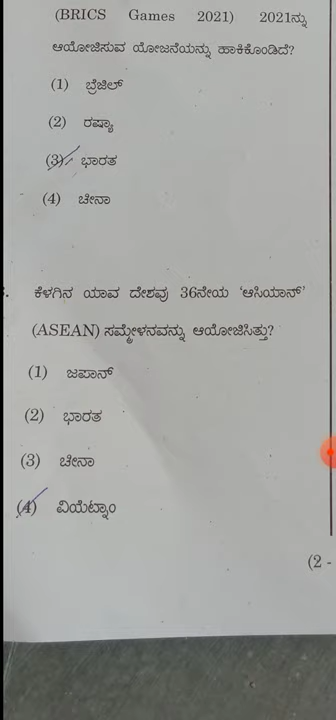 (BRICS Games 2021) 2021ನ್ನು
ಆಯೋಜಿಸುವ ಯೋಜನೆಯನ್ನು ಹಾಕಿಕೊಂಡಿದೆ?
(1) ಬ್ರೆಜಿಲ್
(2) ರಷ್ಯಾ
(3) ಭಾರತ
(4) ಚೀನಾ
ಕೆಳಗಿನ ಯಾವ ದೇಶವು 36ನೇಯ 'ಆಸಿಯಾನ್'
(ASEAN) ಸಮ್ಮೇಳನವನ್ನು ಆಯೋಜಿಸಿತ್ತು?
(1) ಜಪಾನ್
(2) ಭಾರತ
(3) ಚೀನಾ
(4) ವಿಯೆಟ್ನಾಂ
(2 -